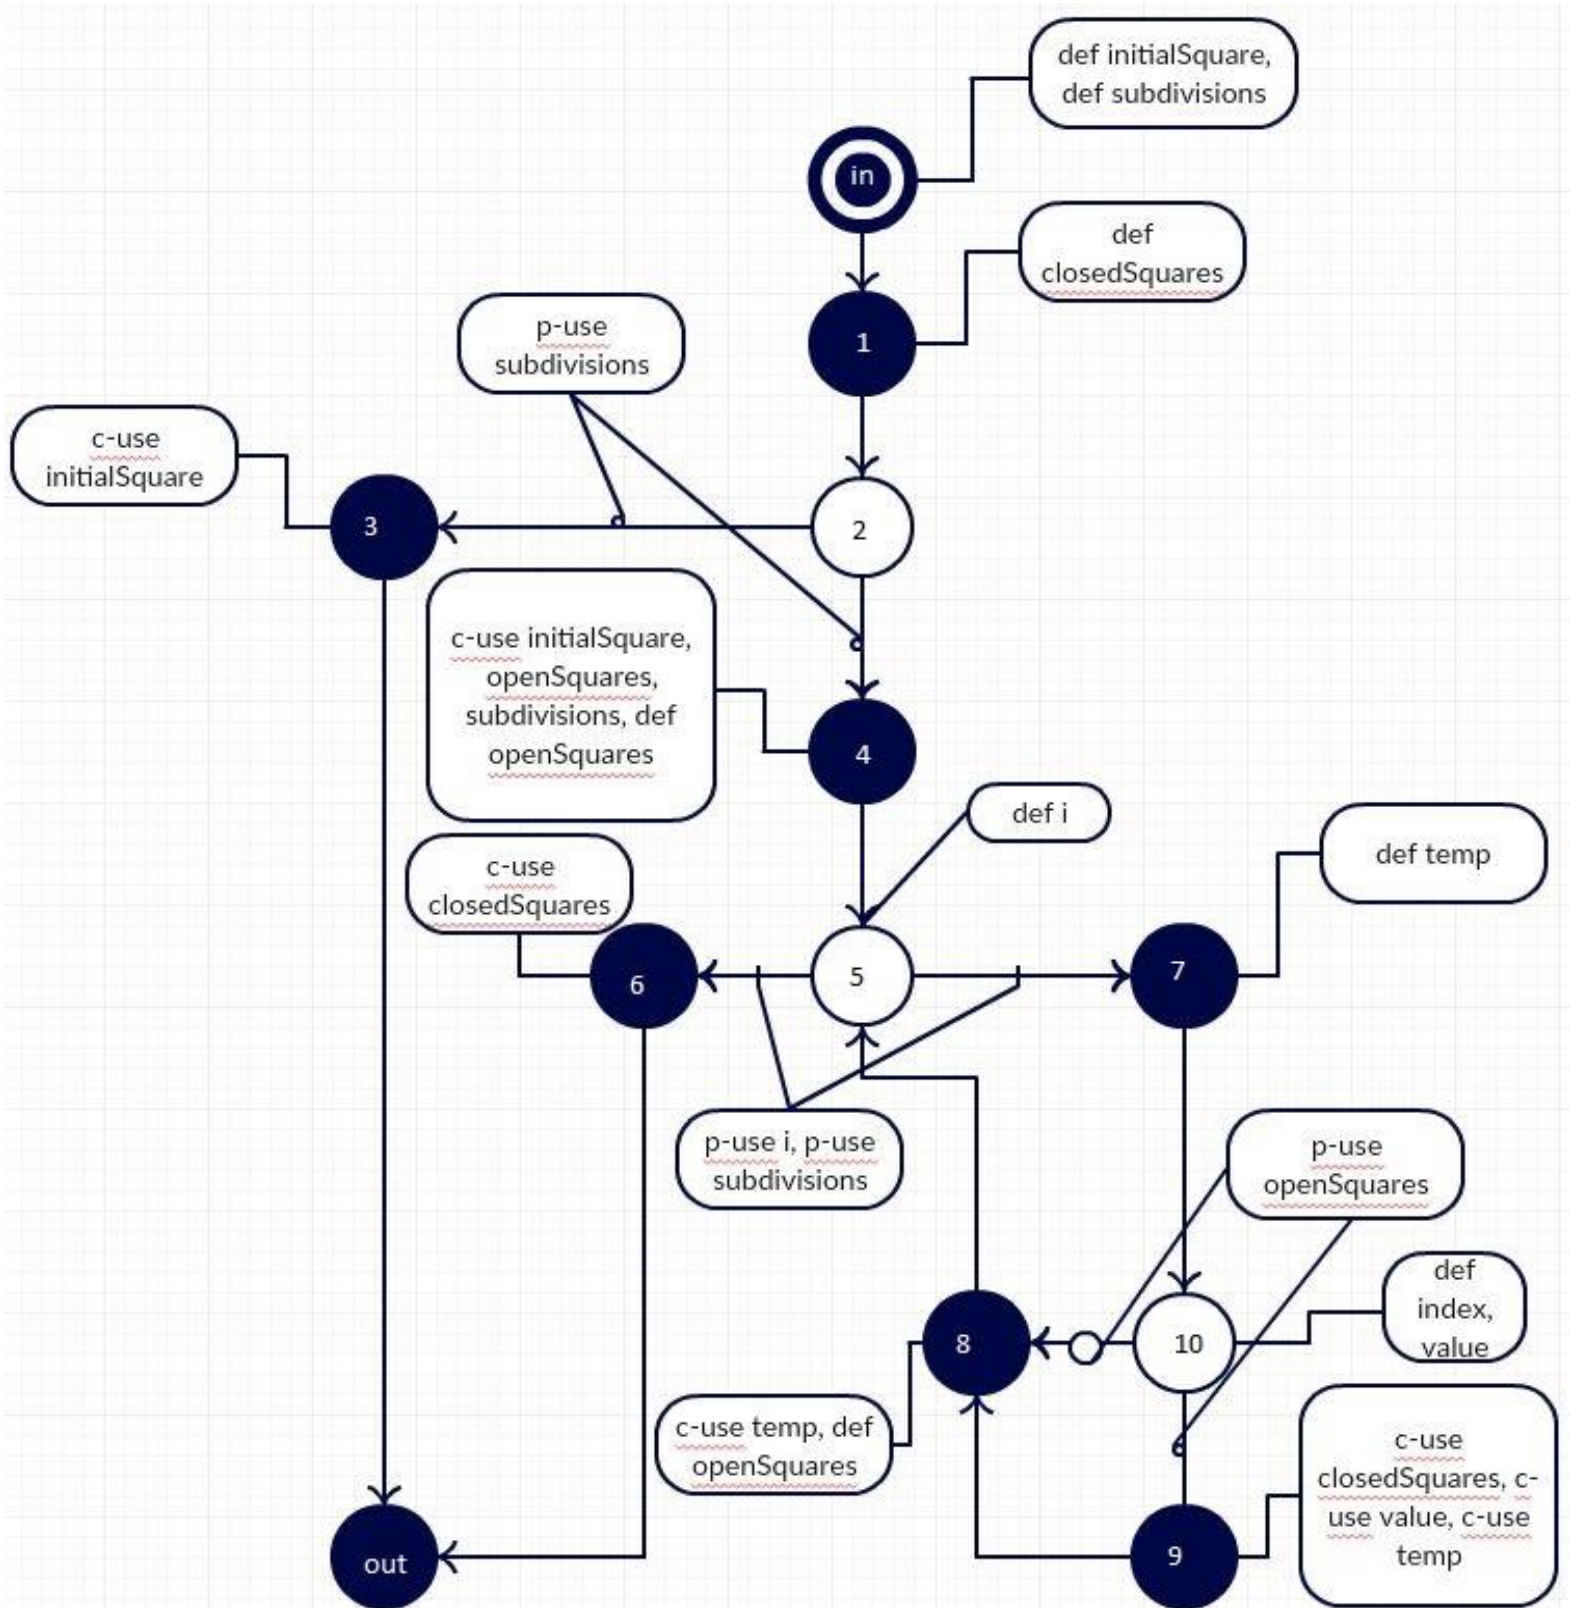 def initialSquare,
def subdivisions
in
def
closedSquares
1
p-use
subdivisions
c-use
initialSquare
3
2
c-use initialSquare,
openSquares,
subdivisions, def
openSquares
4
def i
def temp
c-use
closedSquares
6
5
7
p-use i, p-use
subdivisions
p-use
openSquares
def
index,
value
8
10
c-use temp, def
openSquares
c-use
closedSquares, c-
use value, c-use
temp
out
9